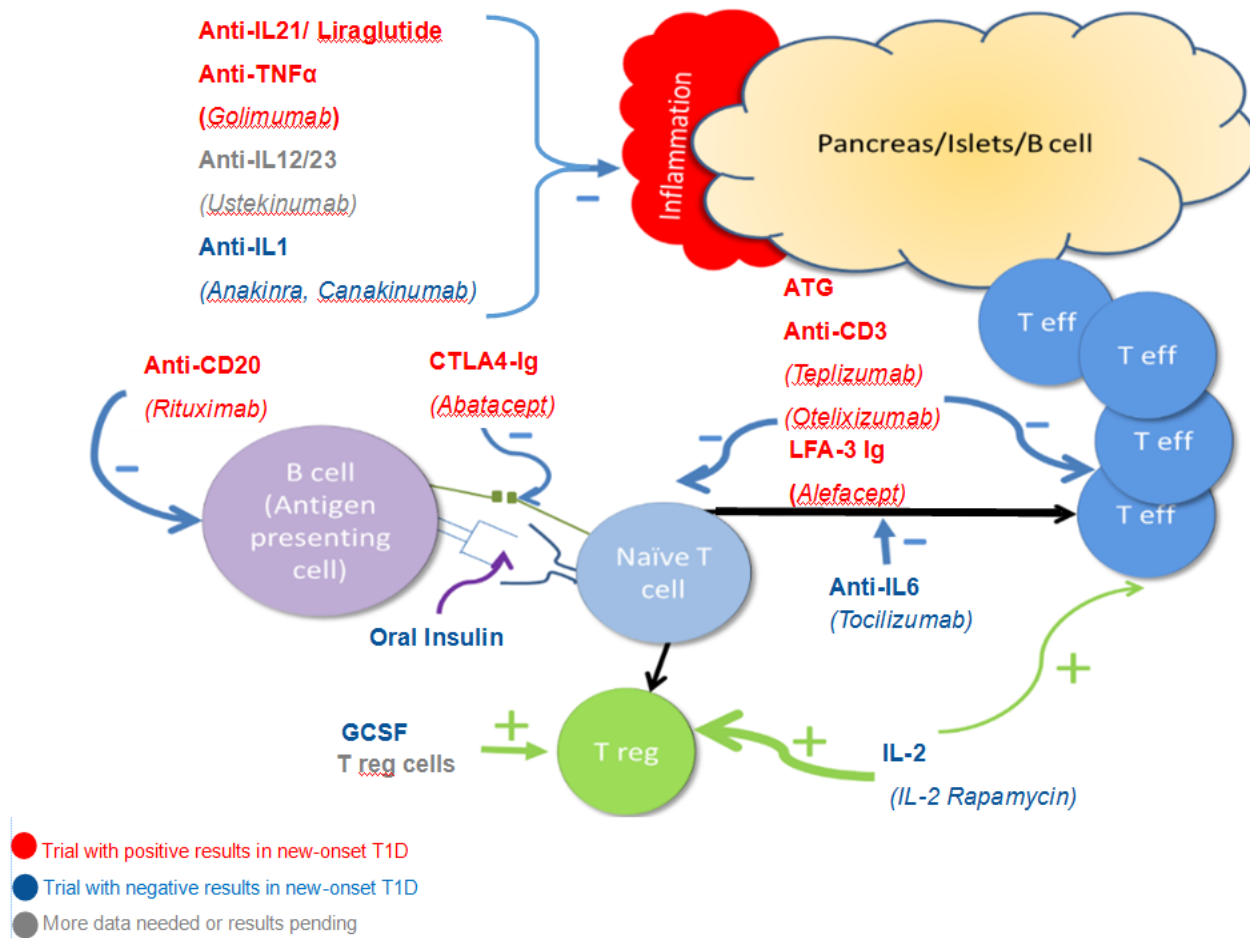 Anti-IL21/ Liraglutide
Anti-TNFα
(Golimumab)
Anti-IL12/23
(Ustekinumab)
Anti-IL1
(Anakinra, Canakinumab)
Inflammation
Pancreas/Islets/B cell
–
ATG
Anti-CD3
(Teplizumab)
(Otelixizumab)
LFA-3 Ig
(Alefacept)
–
–
T eff
T eff
T eff
T eff
Anti-CD20
(Rituximab)
–
CTLA4-Ig
(Abatacept)
–
B cell
(Antigen
presenting
cell)
Naïve T
cell
Oral Insulin
–
Anti-IL6
(Tocilizumab)
GCSF
T reg cells
+
T reg
+
IL-2
(IL-2 Rapamycin)
+
Trial with positive results in new-onset T1D
Trial with negative results in new-onset T1D
More data needed or results pending